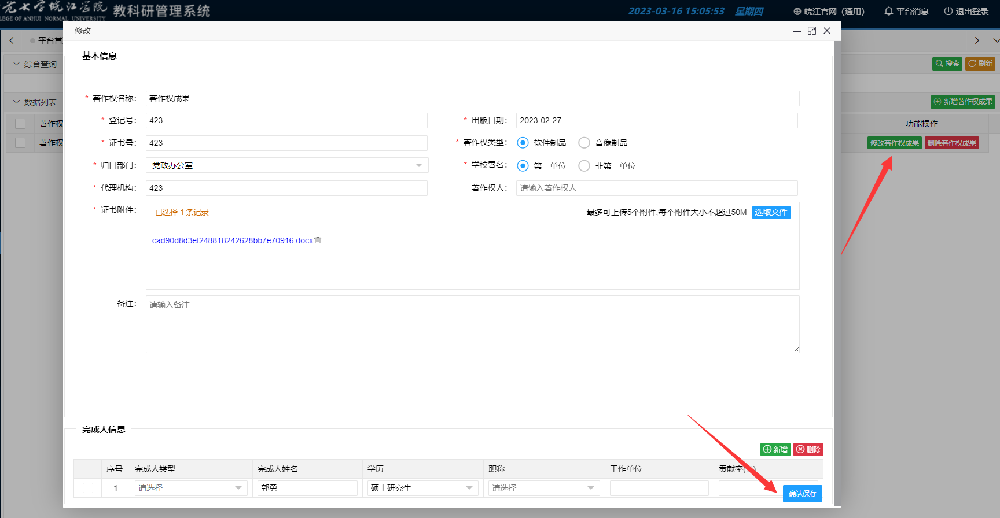 大学皖江学院 教科研管理系统 2023-03-16 15:05:53 星期四 皖江官网（通用） 平台消息 退出登录
LEGE OF ANHUI NORMAL UNIVERSITY
修改
平台首
基本信息
综合查询 搜索 刷新
* 著作权名称： 著作权成果
数据列表 新增著作权成果
* 登记号： 423 * 出版日期： 2023-02-27
著作权 功能操作
* 证书号： 423 * 著作权类型： 软件制品 音像制品
著作权 修改著作权成果 删除著作权成果
* 归口部门： 党政办公室 * 学校署名： 第一单位 非第一单位
* 代理机构： 423 著作权人： 请输入著作权人
* 证书附件： 已选择 1 条记录 最多可上传5个附件,每个附件大小不超过50M 选取文件
cad90d8d3ef248818242628bb7e70916.docx
备注： 请输入备注
完成人信息
新增 删除
序号 完成人类型 完成人姓名 学历 职称 工作单位 贡献率(
1 请选择 郭勇 硕士研究生 请选择
确认保存